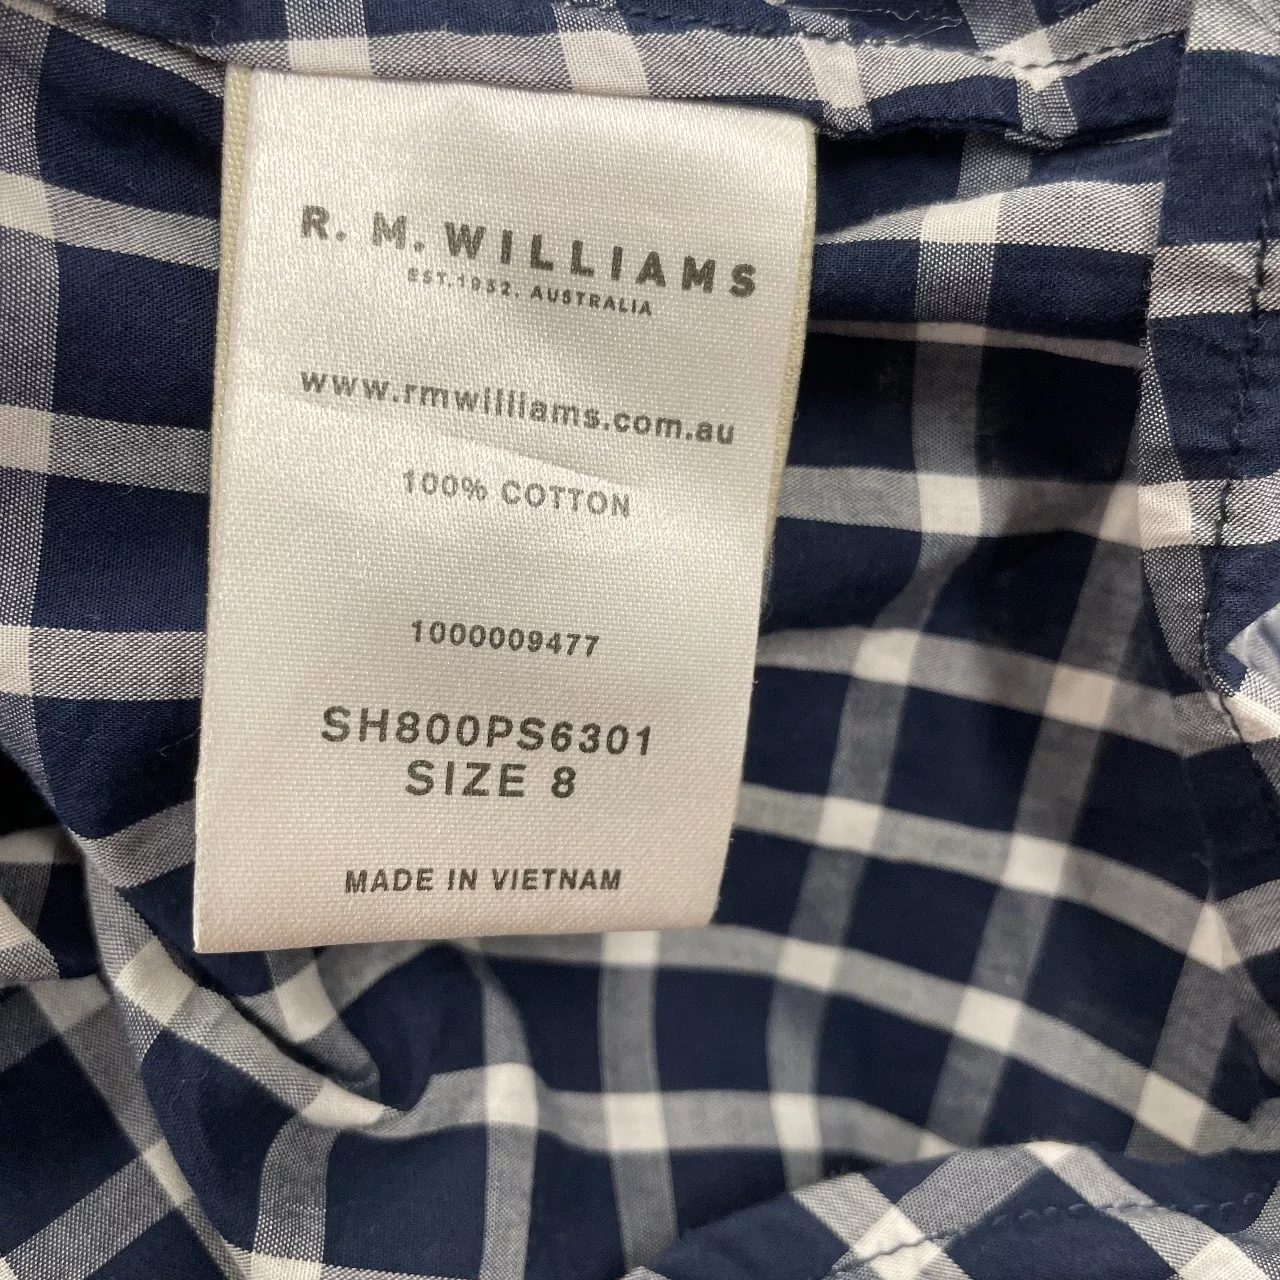 R. M. WILLIAMS
EST.1932. AUSTRALIA
www.rmwilliams.com.au
100% COTTON
1000009477
SH800PS6301
SIZE 8
MADE IN VIETNAM